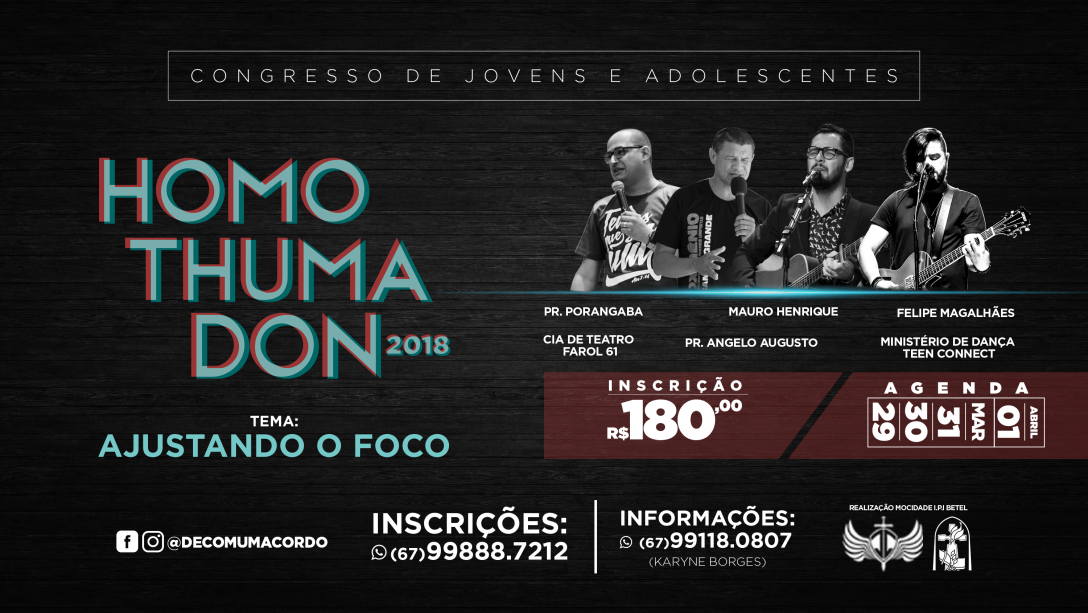 CONGRESSO DE JOVENS E ADOLESCENTES
HOMO
THUMA
DON 2018
TEMA:
AJUSTANDO O FOCO
PR. PORANGABA
MAURO HENRIQUE
FELIPE MAGALHÃES
CIA DE TEATRO
FAROL 61
PR. ANGELO AUGUSTO
MINISTÉRIO DE DANÇA
TEEN CONNECT
INSCRIÇÃO
R$180,00
AGENDA
29 30 31 MAR 01 ABRIL
@DECOMUMACORDO
INSCRIÇÕES:
(67)99888.7212
INFORMAÇÕES:
(67)99118.0807
(KARYNE BORGES)
REALIZAÇÃO MOCIDADE I.PJ BETEL